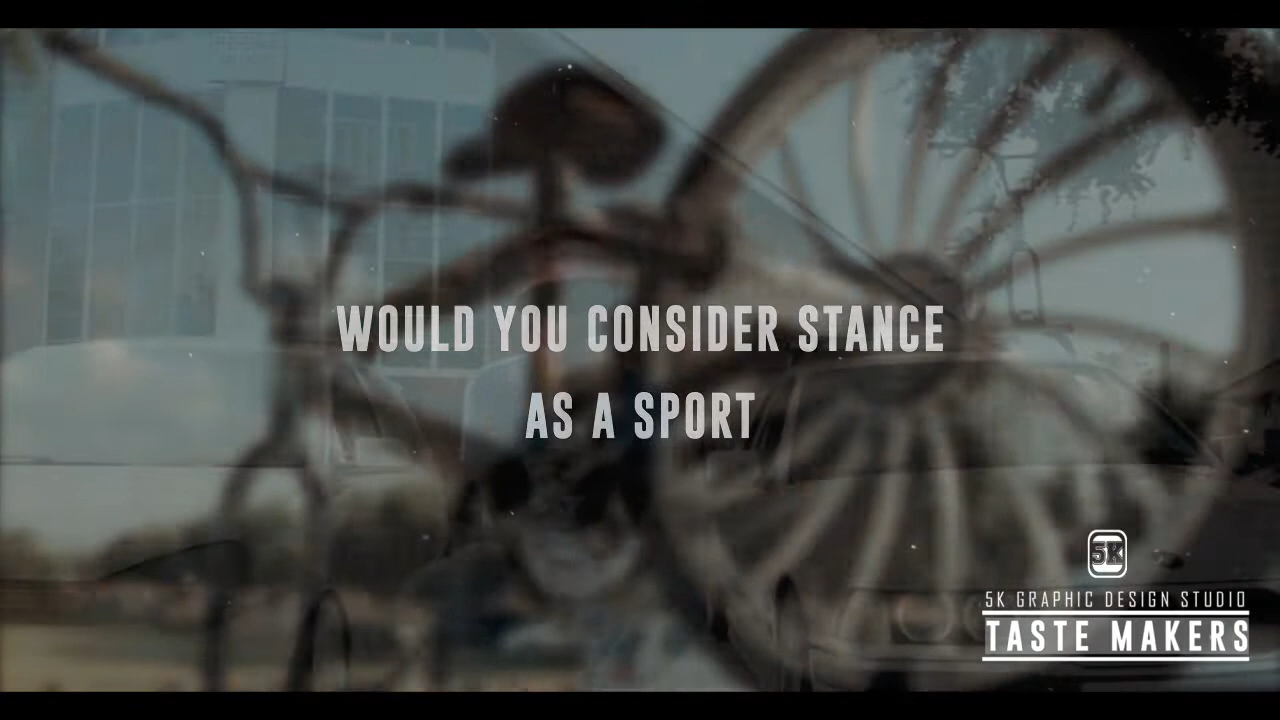 WOULD YOU CONSIDER STANCE
AS A SPORT
5K
5K GRAPHIC DESIGN STUDIO
TASTE MAKERS